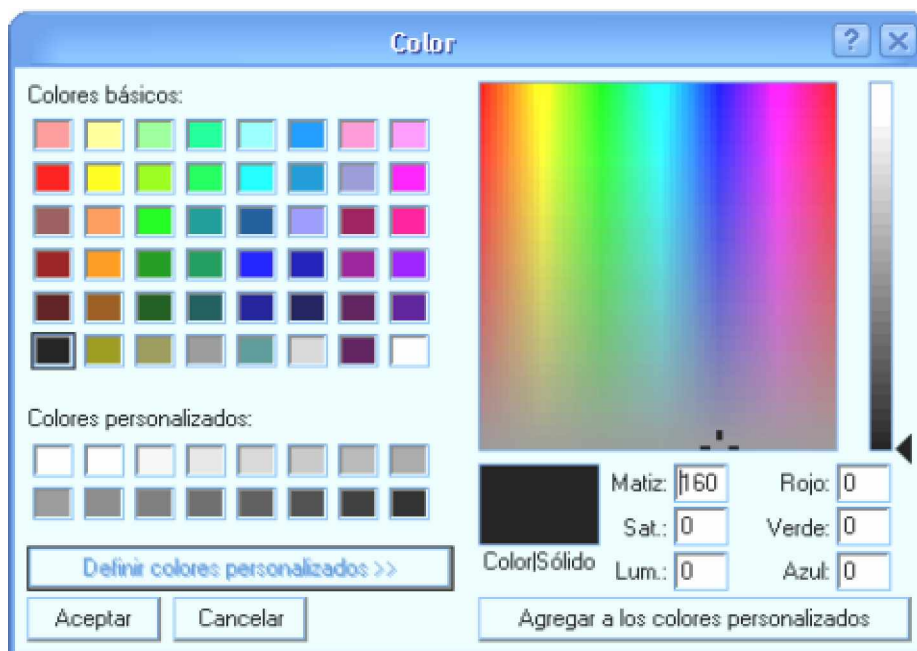 Color
Colores básicos:
Colores personalizados:
Definir colores personalizados >>
Aceptar Cancelar
Color|Sólido
Matiz: 160 Rojo: 0
Sat.: 0 Verde: 0
Lum.: 0 Azul: 0
Agregar a los colores personalizados